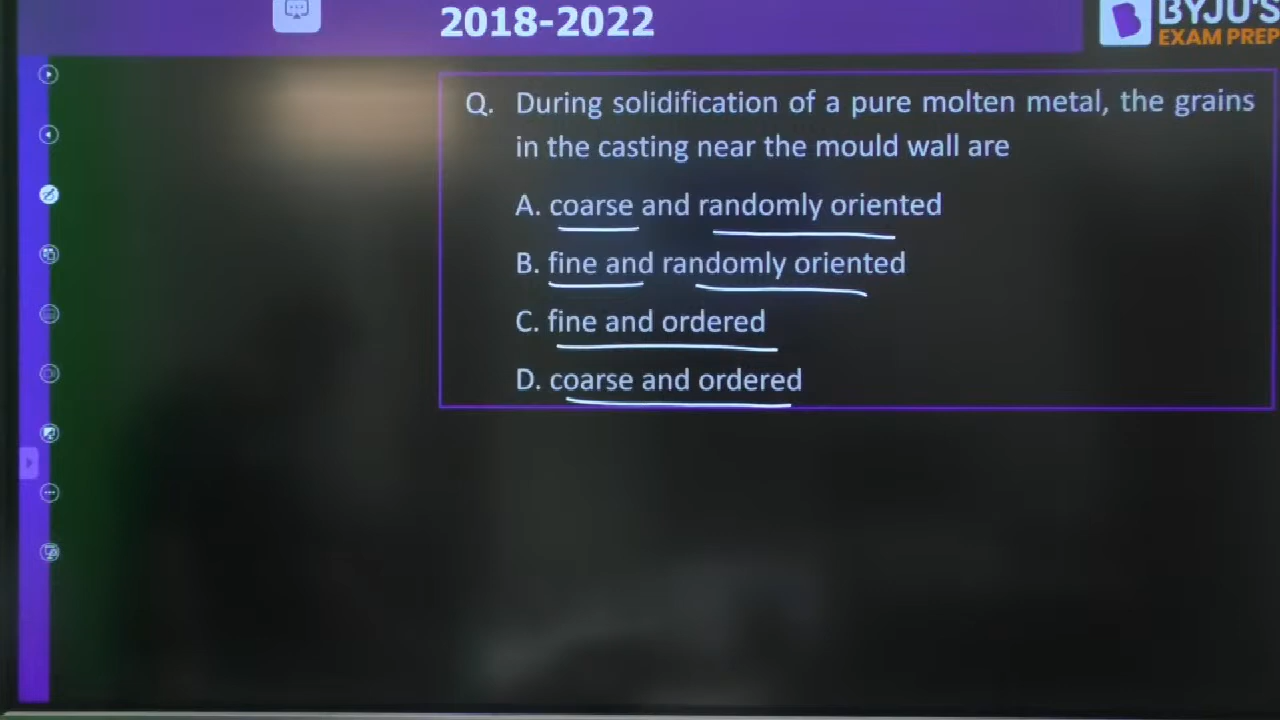 2018-2022
BYJU'S
EXAM PREP
Q. During solidification of a pure molten metal, the grains
in the casting near the mould wall are
A. coarse and randomly oriented
B. fine and randomly oriented
C. fine and ordered
D. coarse and ordered